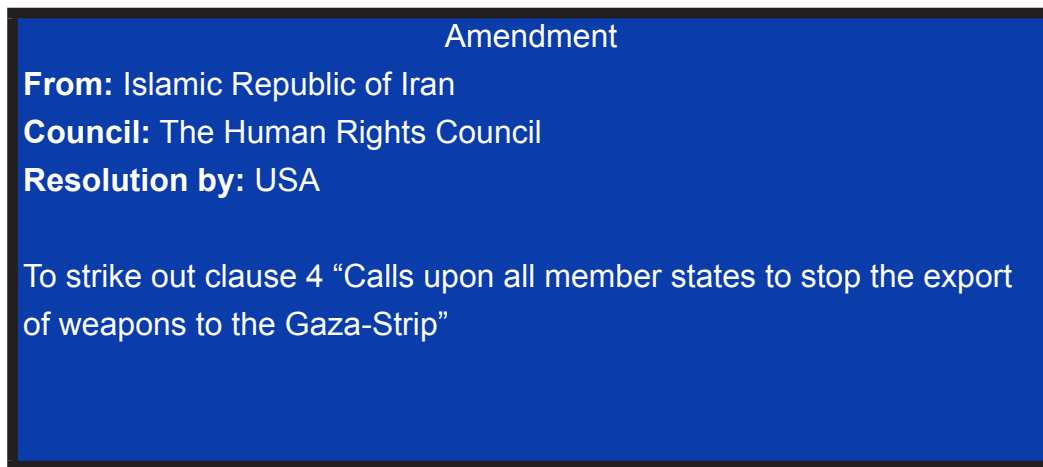 Amendment
From: Islamic Republic of Iran
Council: The Human Rights Council
Resolution by: USA
To strike out clause 4 “Calls upon all member states to stop the export
of weapons to the Gaza-Strip”